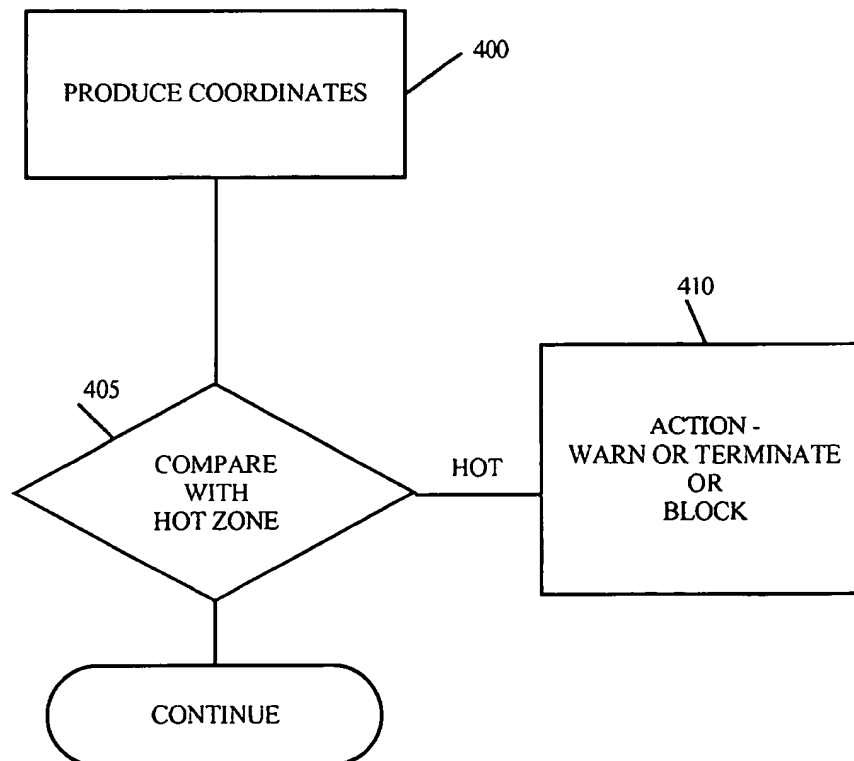 PRODUCE COORDINATES
400
410
405
COMPARE
WITH
HOT ZONE
HOT
ACTION -
WARN OR TERMINATE
OR
BLOCK
CONTINUE